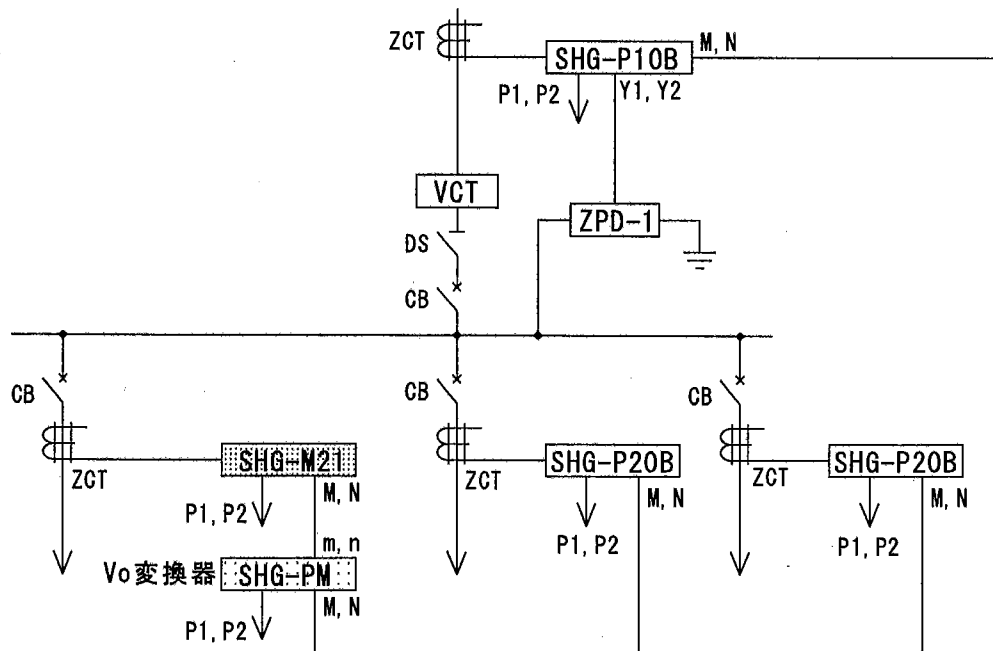 ZCT
SHG-P10B
M, N
P1, P2
Y1, Y2
VCT
ZPD-1
DS
CB
CB
CB
CB
ZCT
SHG-M21
M, N
P1, P2
ZCT
SHG-P20B
M, N
P1, P2
ZCT
SHG-P20B
M, N
P1, P2
m, n
Vo変換器
SHG-PM
M, N
P1, P2